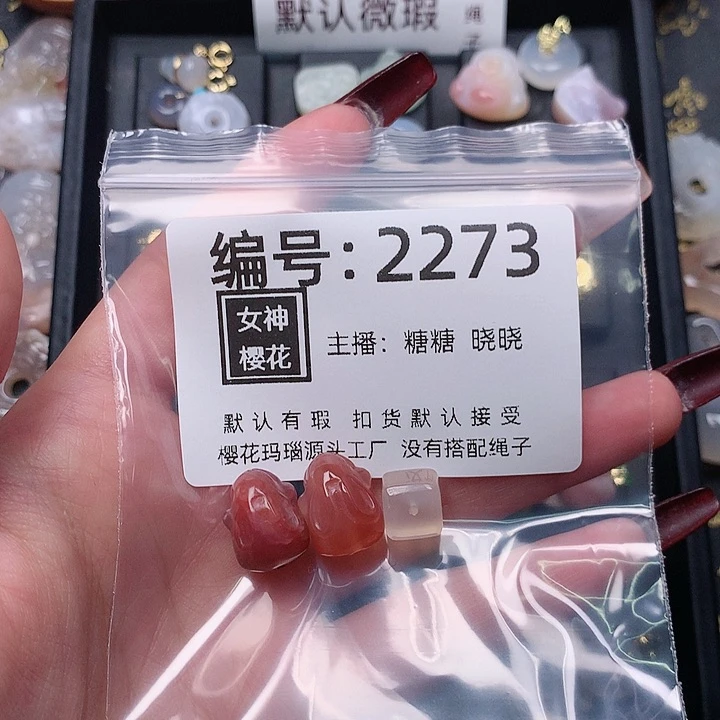 默认微瑕
绳
子
编号：2273
女神
樱花
主播：糖糖 晓晓
默认有瑕 扣货默认接受
樱花玛瑙源头工厂 没有搭配绳子